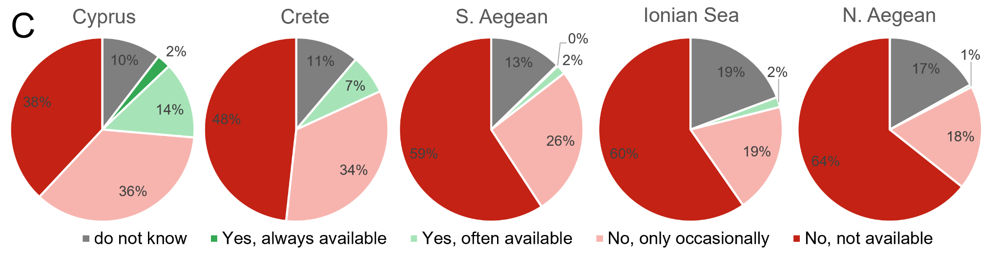 C
Cyprus
Crete
S. Aegean
Ionian Sea
N. Aegean
10%
2%
14%
36%
38%
11%
7%
34%
48%
13%
0%
2%
26%
59%
19%
2%
19%
60%
17%
1%
18%
64%
do not know
Yes, always available
Yes, often available
No, only occasionally
No, not available